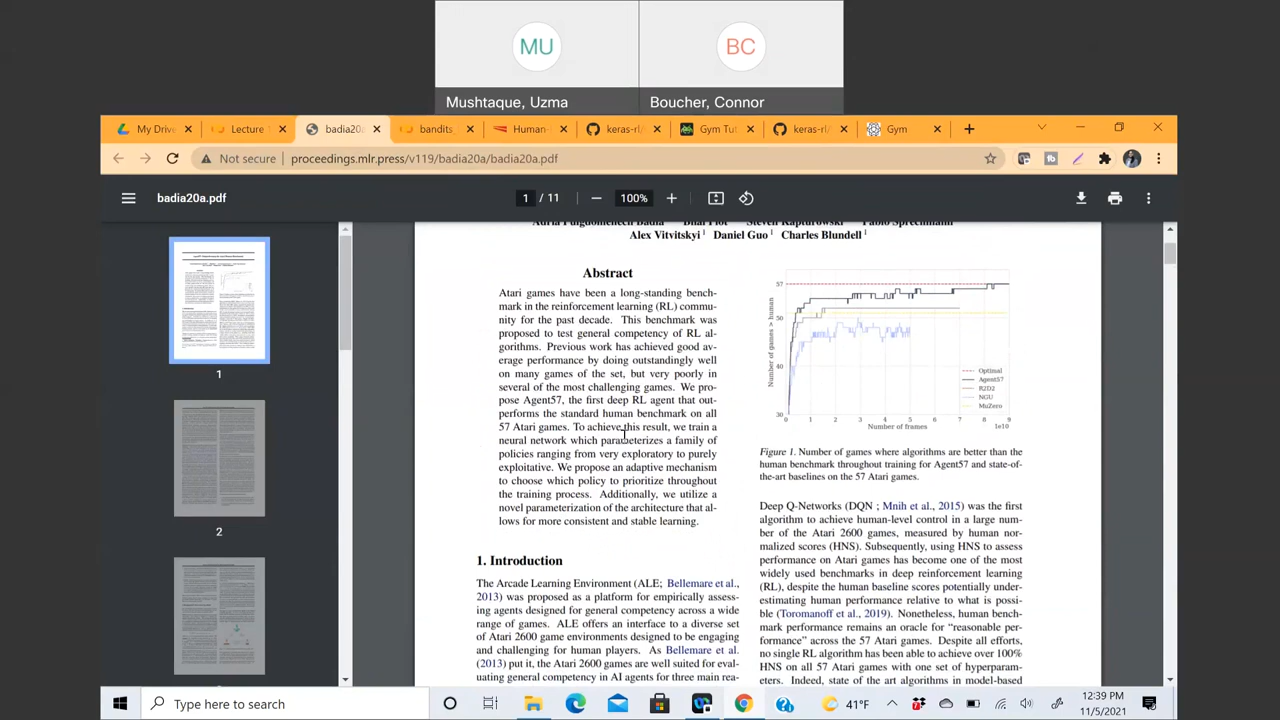 MU
BC
Mushtaque, Uzma
Boucher, Connor
My Drive
Lecture
badia20a
bandits
Human-
keras-rl/
Gym Tut
keras-rl/
Gym
Not secure
proceedings.mlr.press/v119/badia20a/badia20a.pdf
badia20a.pdf
1 / 11
100%
Alex Vitvitskyi 1 Daniel Guo 1 Charles Blundell 1
Abstract
Atari games have been a long-standing bench-
mark in the reinforcement learning (RL) commu-
nity for the past decade. This benchmark was
proposed to test general competency of RL al-
gorithms. Previous work has achieved good av-
erage performance by doing outstandingly well
on many games of the set, but very poorly in
several of the most challenging games. We pro-
pose Agent57, the first deep RL agent that out-
performs the standard human benchmark on all
57 Atari games. To achieve this result, we train a
neural network which parameterizes a family of
policies ranging from very exploratory to purely
exploitative. We propose an adaptive mechanism
to choose which policy to prioritize throughout
the training process. Additionally, we utilize a
novel parameterization of the architecture that al-
lows for more consistent and stable learning.
1. Introduction
The Arcade Learning Environment (ALE; Bellemare et al.,
2013) was proposed as a platform for empirically assess-
ing agents designed for general competency across a wide
range of games. ALE offers an interface to a diverse set
of Atari 2600 game environments designed to be engaging
and challenging for human players. As Bellemare et al.
(2013) put it, the Atari 2600 games are well suited for eval-
uating general competency in AI agents for three main rea-
Number of games > human
57
50
40
30
0 1 2 3 4 5 6 7 8 9
1e10
Number of frames
Optimal
Agent57
R2D2
NGU
MuZero
Figure 1. Number of games where algorithms are better than the
human benchmark throughout training for Agent57 and state-of-
the-art baselines on the 57 Atari games.
Deep Q-Networks (DQN ; Mnih et al., 2015) was the first
algorithm to achieve human-level control in a large num-
ber of the Atari 2600 games, measured by human nor-
malized scores (HNS). Subsequently, using HNS to assess
performance on Atari games has become one of the most
widely used benchmarks in deep reinforcement learning
(RL), despite the human baseline scores potentially under-
estimating human performance relative to what is possi-
ble (Toromanoff et al., 2019). Nonetheless, human bench-
mark performance remains an oracle for “reasonable per-
formance” across the 57 Atari games. Despite all efforts,
no single RL algorithm has been able to achieve over 100%
HNS on all 57 Atari games with one set of hyperparam-
eters. Indeed, state of the art algorithms in model-based
1
2
Type here to search
41°F
12:39 PM
11/5/2021